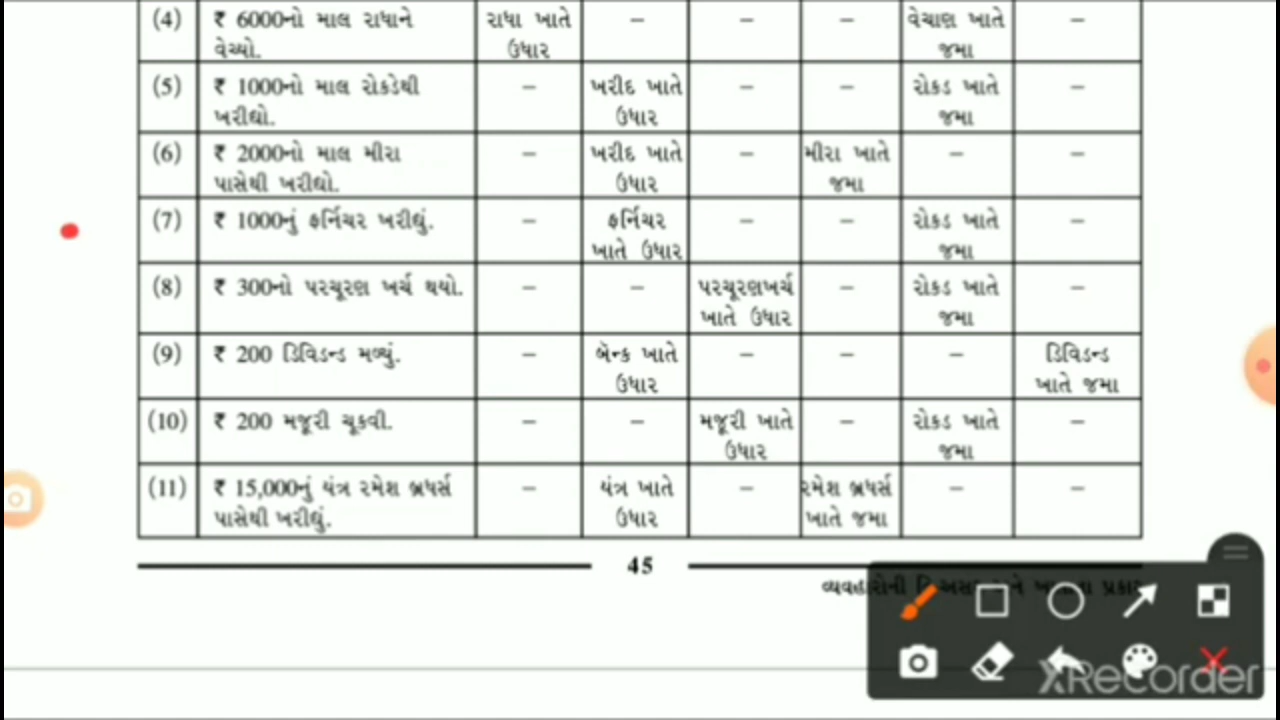 (4) ₹ 6000નો માલ રાધાને રાધા ખાતે – – – વેચાણ ખાતે –
વેચ્યો. ઉધાર જમા
(5) ₹ 1000નો માલ રોકડેથી – ખરીદ ખાતે – – રોકડ ખાતે –
ખરીદ્યો. ઉધાર જમા
(6) ₹ 2000નો માલ મીરા – ખરીદ ખાતે – મીરા ખાતે – –
પાસેથી ખરીદ્યો. ઉધાર જમા
(7) ₹ 1000નું ફર્નિચર ખરીદ્યું. – ફર્નિચર – – રોકડ ખાતે –
ખાતે ઉધાર જમા
(8) ₹ 300નો પરચૂરણ ખર્ચ થયો. – – પરચૂરણખર્ચ – રોકડ ખાતે –
ખાતે ઉધાર જમા
(9) ₹ 200 ડિવિડન્ડ મળ્યું. – બૅન્ક ખાતે – – – ડિવિડન્ડ
ઉધાર ખાતે જમા
(10) ₹ 200 મજૂરી ચૂકવી. – – મજૂરી ખાતે – રોકડ ખાતે –
ઉધાર જમા
(11) ₹ 15,000નું યંત્ર રમેશ બ્રધર્સ – યંત્ર ખાતે – રમેશ બ્રધર્સ – –
પાસેથી ખરીદ્યું. ઉધાર ખાતે જમા
45
વ્યવહારોની
XRecorder